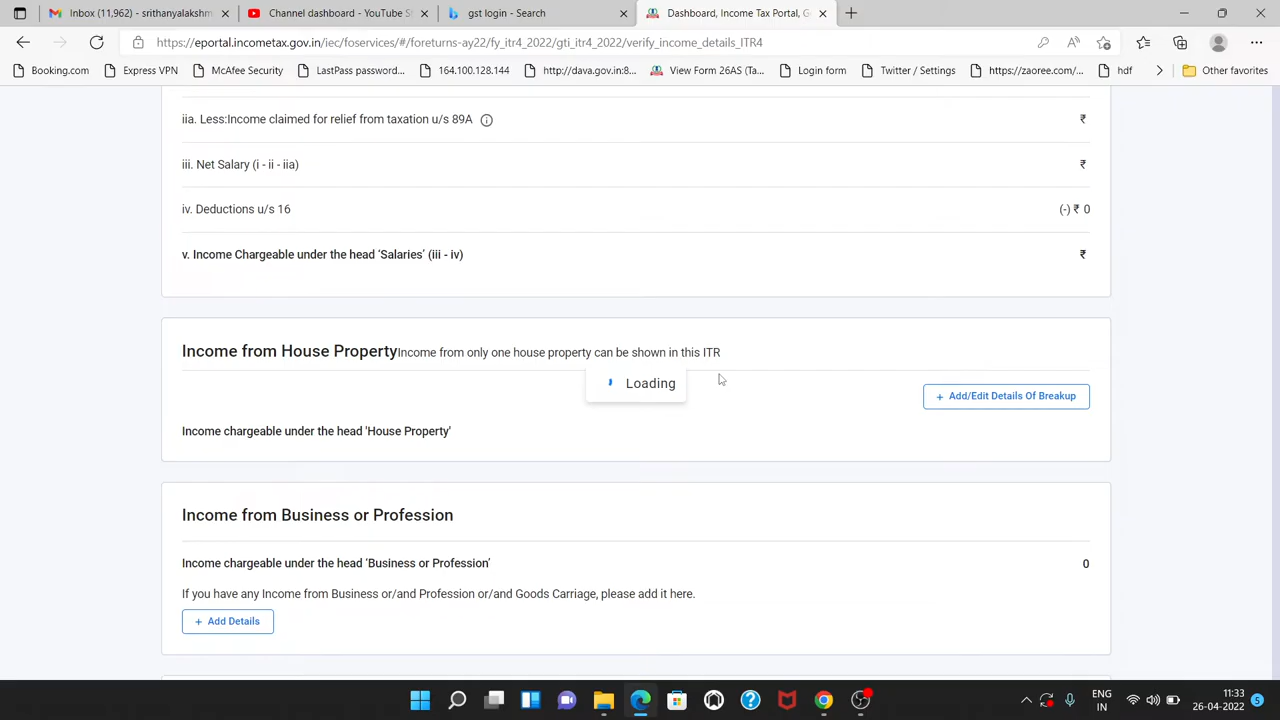 Inbox (11,962) - srithanyalakshm
Channel dashboard - YouTube S
gst login - Search
Dashboard, Income Tax Portal, G
https://eportal.incometax.gov.in/iec/foservices/#/foreturns-ay22/fy_itr4_2022/gti_itr4_2022/verify_income_details_ITR4
Booking.com
Express VPN
McAfee Security
LastPass password...
164.100.128.144
http://dava.gov.in:8...
View Form 26AS (Ta...
Login form
Twitter / Settings
https://zaoree.com/...
hdf
Other favorites
iia. Less:Income claimed for relief from taxation u/s 89A ₹
iii. Net Salary (i - ii - iia) ₹
iv. Deductions u/s 16 (-) ₹ 0
v. Income Chargeable under the head 'Salaries' (iii - iv) ₹
Income from House PropertyIncome from only one house property can be shown in this ITR
Loading
+ Add/Edit Details Of Breakup
Income chargeable under the head 'House Property'
Income from Business or Profession
Income chargeable under the head 'Business or Profession' 0
If you have any Income from Business or/and Profession or/and Goods Carriage, please add it here.
+ Add Details
ENG
IN
11:33
26-04-2022
5